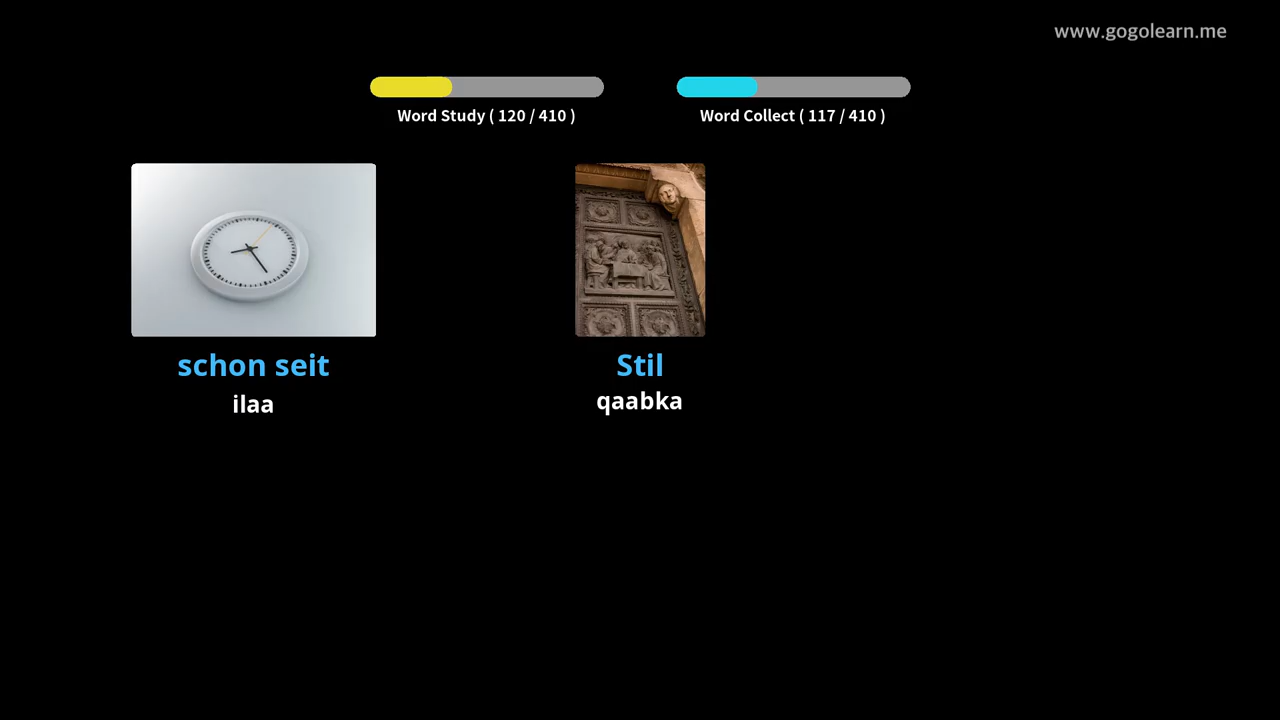 www.gogolearn.me
Word Study ( 120 / 410 )
Word Collect ( 117 / 410 )
schon seit
ilaa
Stil
qaabka